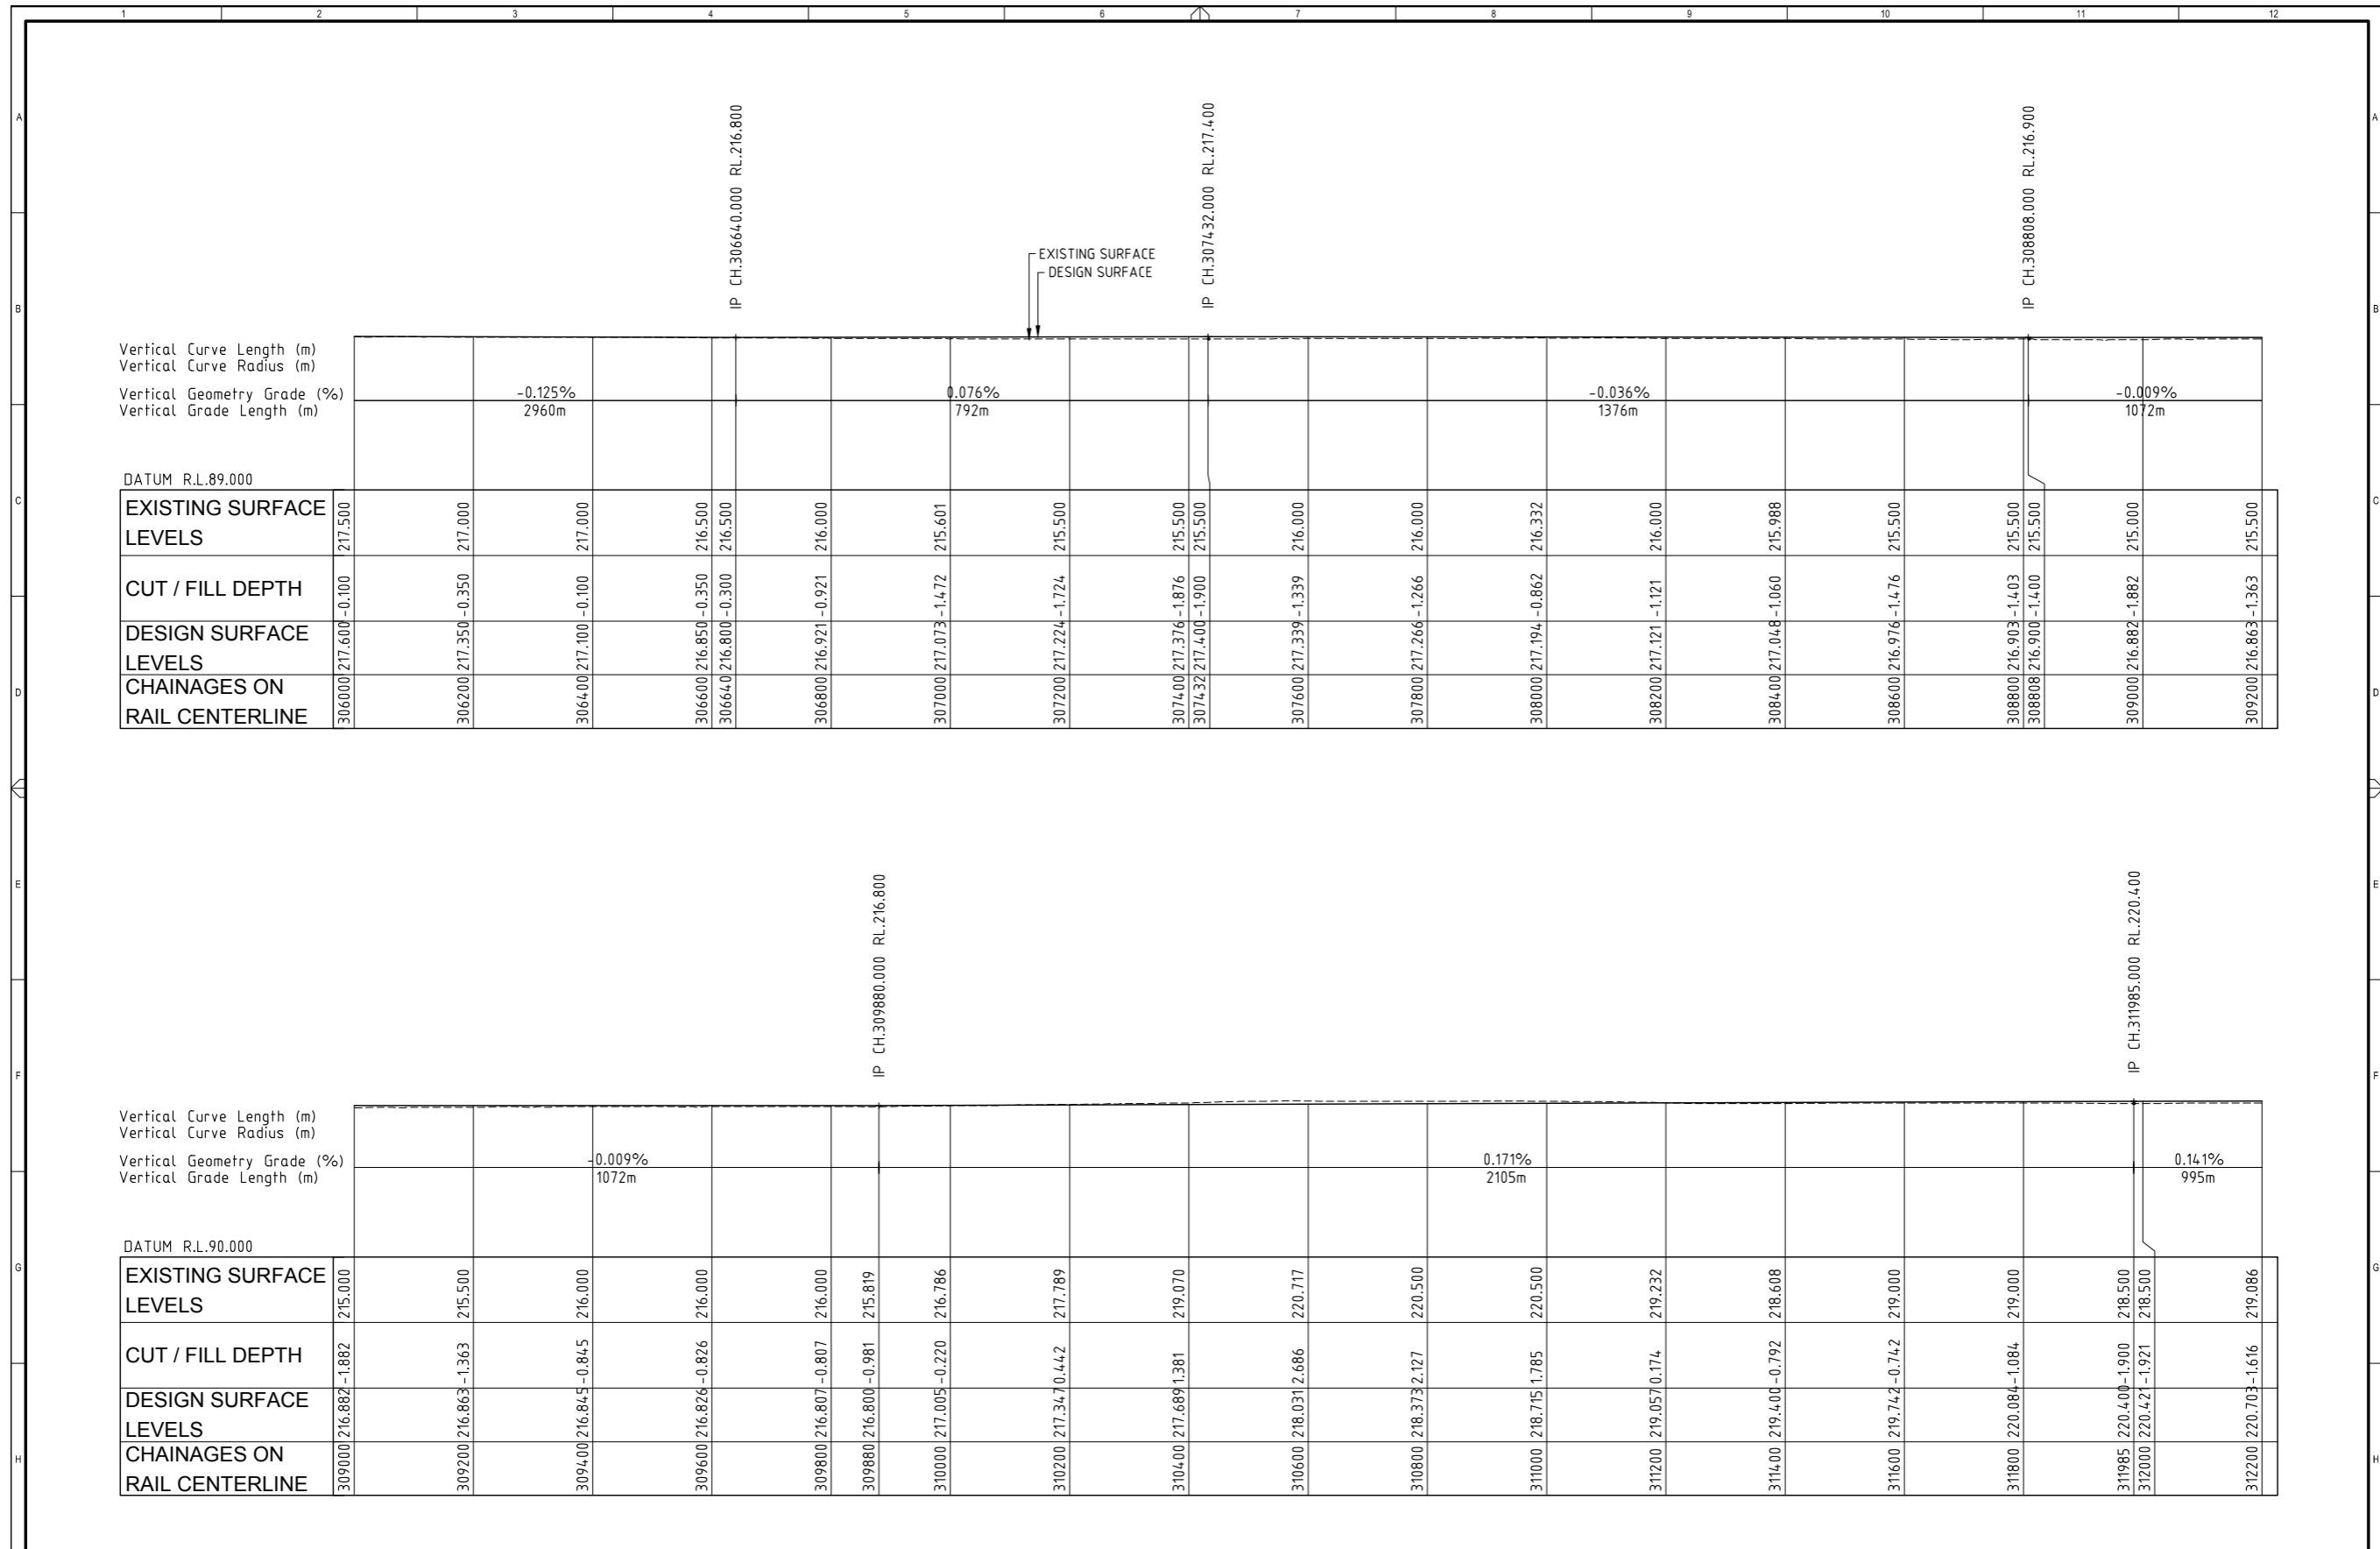 1 2 3 4 5 6 7 8 9 10 11 12
A A
IP CH.306640.000 RL.216.800
IP CH.307432.000 RL.217.400
IP CH.308808.000 RL.216.900
EXISTING SURFACE
DESIGN SURFACE
B B
Vertical Curve Length (m)
Vertical Curve Radius (m)
Vertical Geometry Grade (%) -0.125% 0.076% -0.036% -0.009%
Vertical Grade Length (m) 2960m 792m 1376m 1072m
DATUM R.L.89.000
C C
EXISTING SURFACE
LEVELS
217.500 217.000 217.000 216.500 216.500 216.000 215.601 215.500 215.500 215.500 216.000 216.000 216.332 216.000 215.988 215.500 215.500 215.500 215.000 215.500
CUT / FILL DEPTH
-0.100 -0.350 -0.100 -0.350 -0.300 -0.921 -1.472 -1.724 -1.876 -1.900 -1.339 -1.266 -0.862 -1.121 -1.060 -1.476 -1.403 -1.400 -1.882 -1.363
DESIGN SURFACE
LEVELS
217.600 217.350 217.100 216.850 216.800 216.921 217.073 217.224 217.376 217.400 217.339 217.266 217.194 217.121 217.048 216.976 216.903 216.900 216.882 216.863
D D
CHAINAGES ON
RAIL CENTERLINE
306000 306200 306400 306600 306640 306800 307000 307200 307400 307432 307600 307800 308000 308200 308400 308600 308800 308808 309000 309200
E E
IP CH.309880.000 RL.216.800
IP CH.311985.000 RL.220.400
F F
Vertical Curve Length (m)
Vertical Curve Radius (m)
Vertical Geometry Grade (%) -0.009% 0.171% 0.141%
Vertical Grade Length (m) 1072m 2105m 995m
DATUM R.L.90.000
G G
EXISTING SURFACE
LEVELS
215.000 215.500 216.000 216.000 216.000 215.819 216.786 217.789 219.070 220.717 220.500 220.500 219.232 218.608 219.000 219.000 218.500 218.500 219.086
CUT / FILL DEPTH
-1.882 -1.363 -0.845 -0.826 -0.807 -0.981 -0.220 0.442 1.381 2.686 2.127 1.785 0.174 -0.792 -0.742 -1.084 -1.900 -1.921 -1.616
DESIGN SURFACE
LEVELS
216.882 216.863 216.845 216.826 216.807 216.800 217.005 217.347 217.689 218.031 218.373 218.715 219.057 219.400 219.742 220.084 220.400 220.421 220.703
H H
CHAINAGES ON
RAIL CENTERLINE
309000 309200 309400 309600 309800 309880 310000 310200 310400 310600 310800 311000 311200 311400 311600 311800 311985 312000 312200